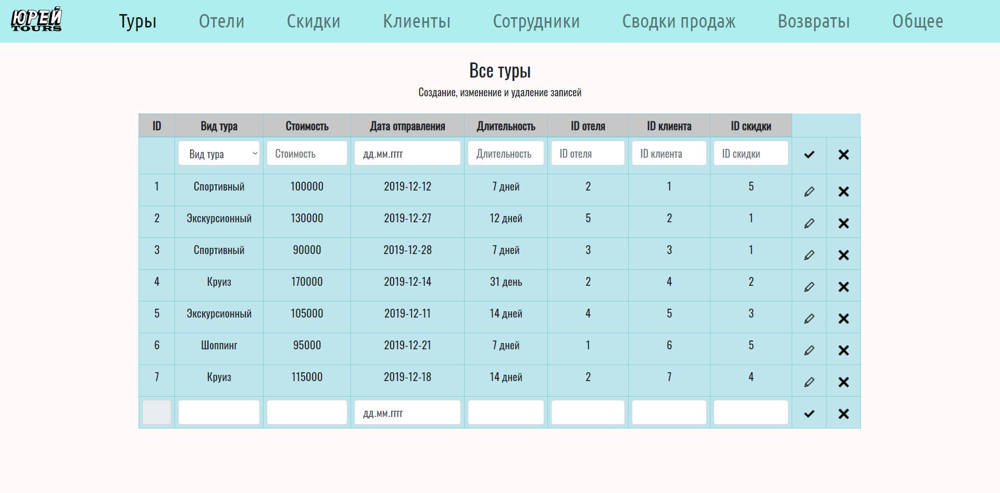 ЮРЕЙ
TOURS
Туры Отели Скидки Клиенты Сотрудники Сводки продаж Возвраты Общее
Все туры
Создание, изменение и удаление записей
ID Вид тура Стоимость Дата отправления Длительность ID отеля ID клиента ID скидки
Вид тура Стоимость дд.мм.гггг Длительность ID отеля ID клиента ID скидки
1 Спортивный 100000 2019-12-12 7 дней 2 1 5
2 Экскурсионный 130000 2019-12-27 12 дней 5 2 1
3 Спортивный 90000 2019-12-28 7 дней 3 3 1
4 Круиз 170000 2019-12-14 31 день 2 4 2
5 Экскурсионный 105000 2019-12-11 14 дней 4 5 3
6 Шоппинг 95000 2019-12-21 7 дней 1 6 5
7 Круиз 115000 2019-12-18 14 дней 2 7 4
дд.мм.гггг